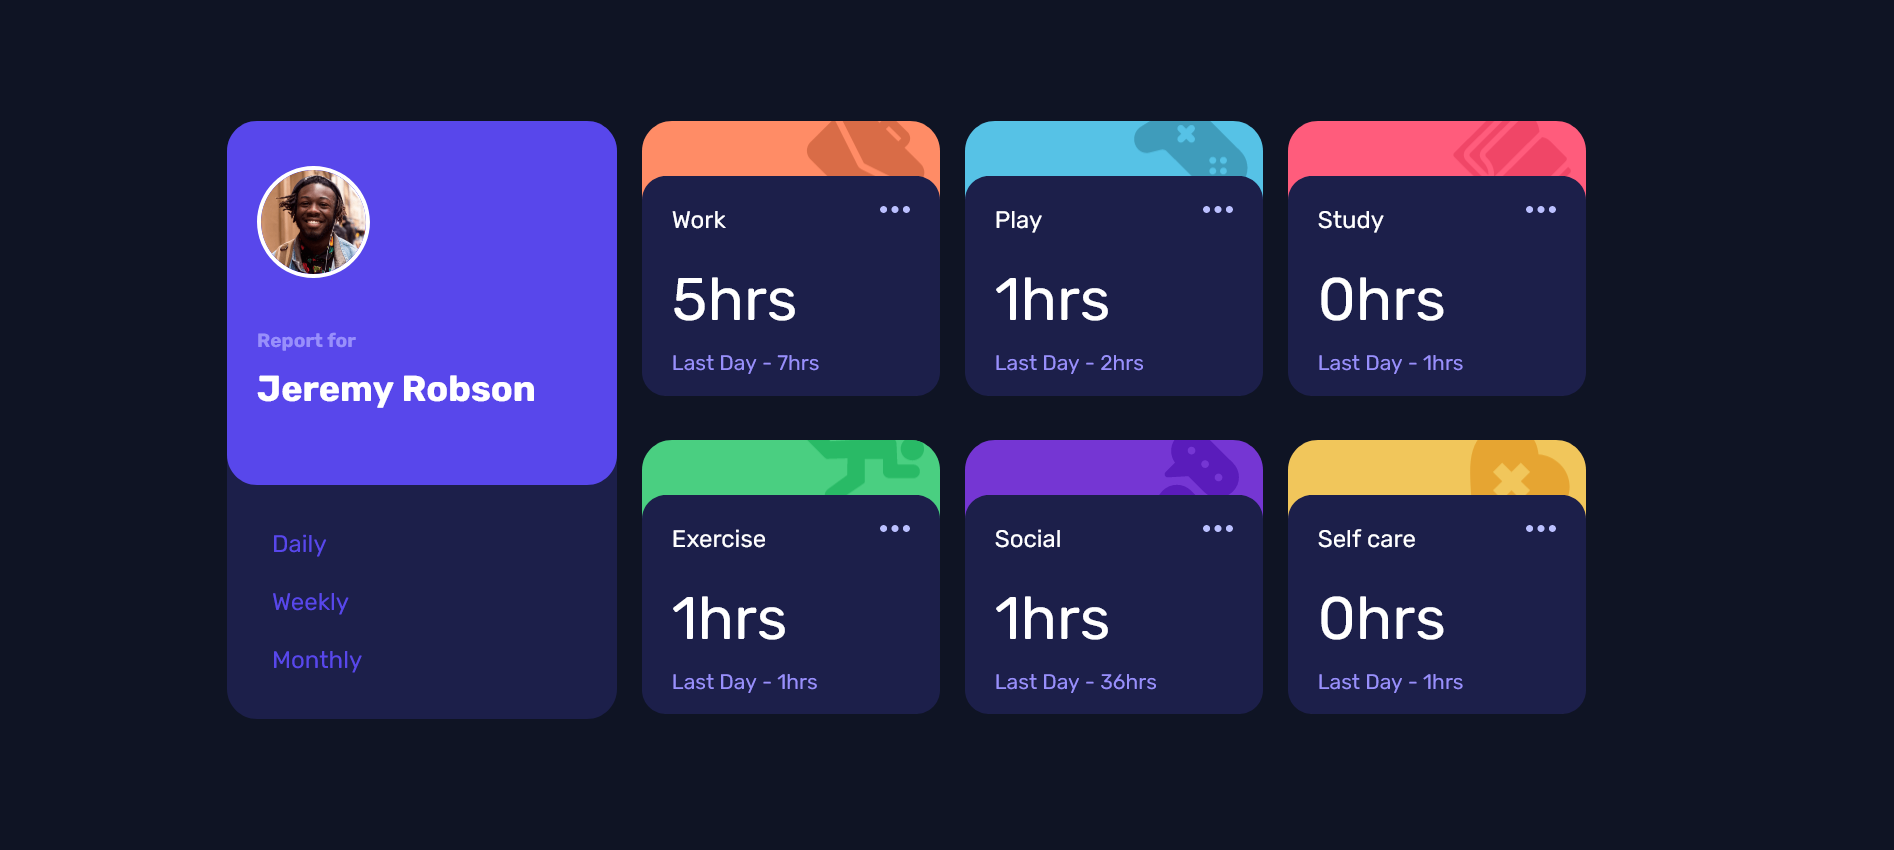 Report for
Jeremy Robson
Daily
Weekly
Monthly
Work
5hrs
Last Day - 7hrs
Play
1hrs
Last Day - 2hrs
Study
0hrs
Last Day - 1hrs
Exercise
1hrs
Last Day - 1hrs
Social
1hrs
Last Day - 36hrs
Self care
0hrs
Last Day - 1hrs